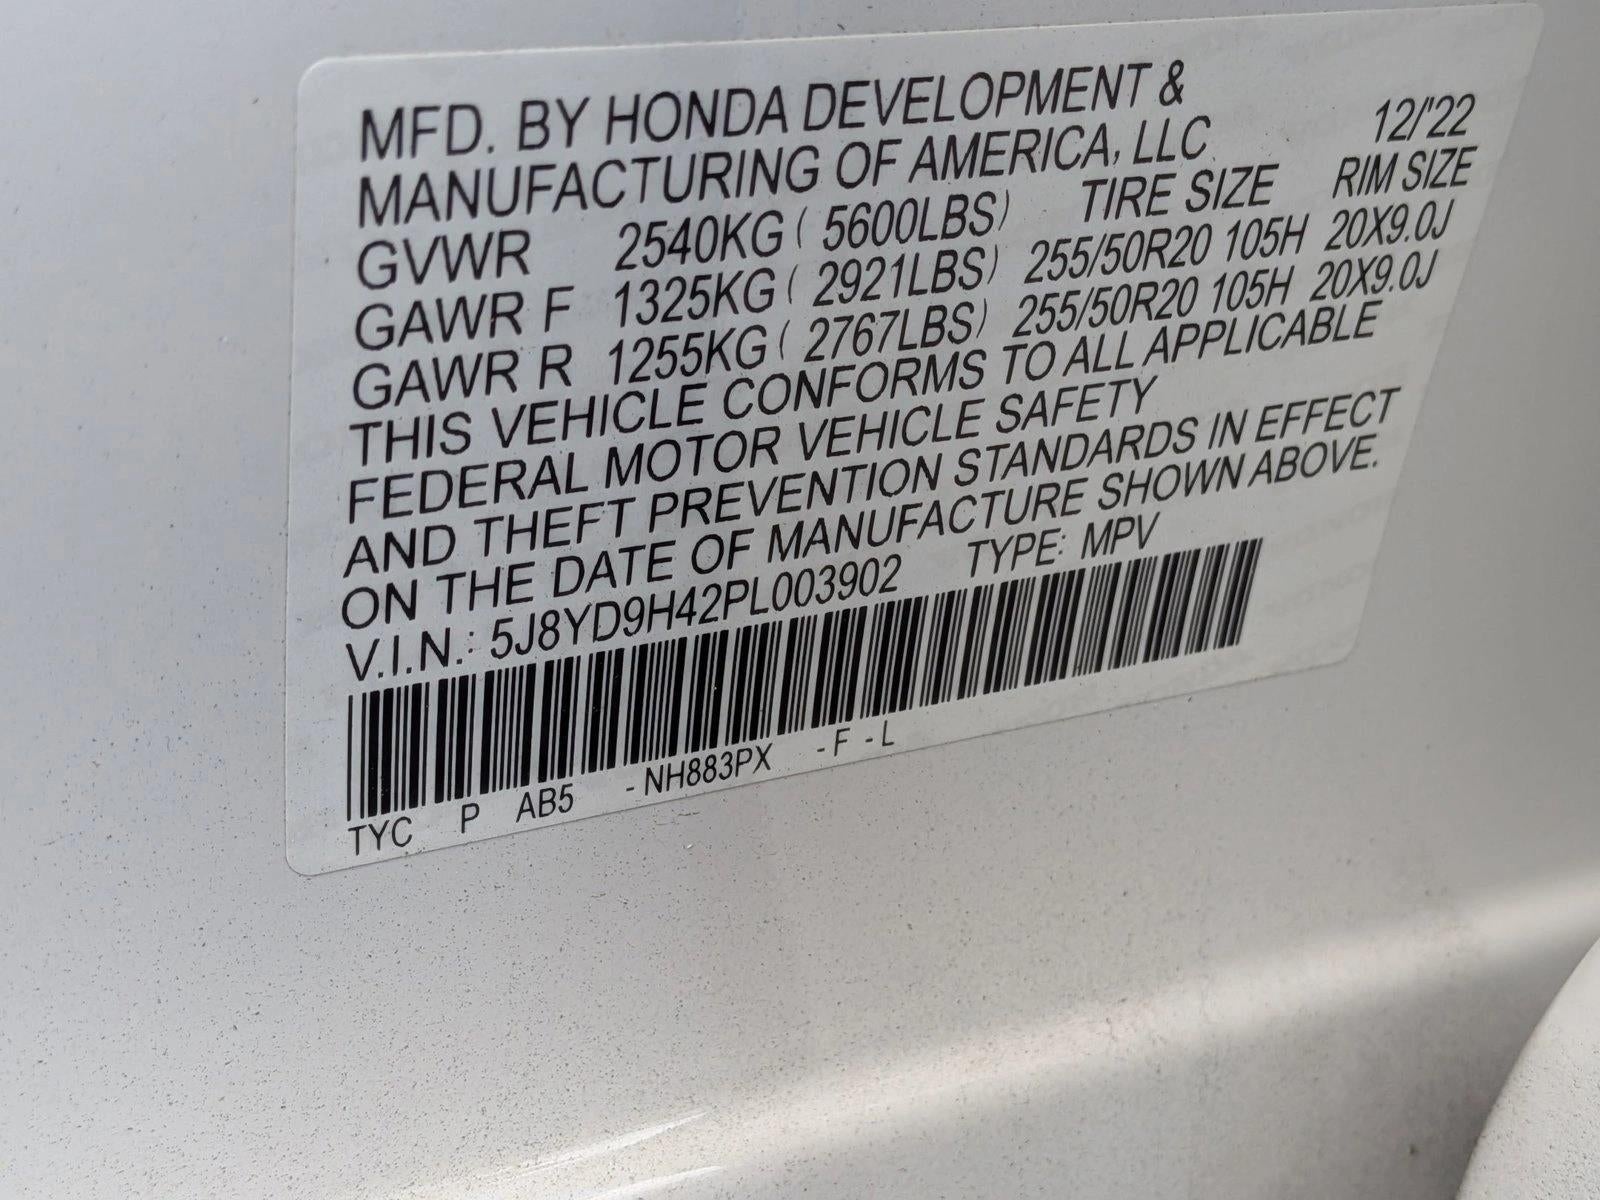 MFD. BY HONDA DEVELOPMENT &
MANUFACTURING OF AMERICA, LLC 12/'22
GVWR 2540KG ( 5600LBS) TIRE SIZE RIM SIZE
GAWR F 1325KG ( 2921LBS) 255/50R20 105H 20X9.0J
GAWR R 1255KG ( 2767LBS) 255/50R20 105H 20X9.0J
THIS VEHICLE CONFORMS TO ALL APPLICABLE
FEDERAL MOTOR VEHICLE SAFETY
AND THEFT PREVENTION STANDARDS IN EFFECT
ON THE DATE OF MANUFACTURE SHOWN ABOVE.
V.I.N.: 5J8YD9H42PL003902 TYPE: MPV
TYC P AB5 -NH883PX -F -L